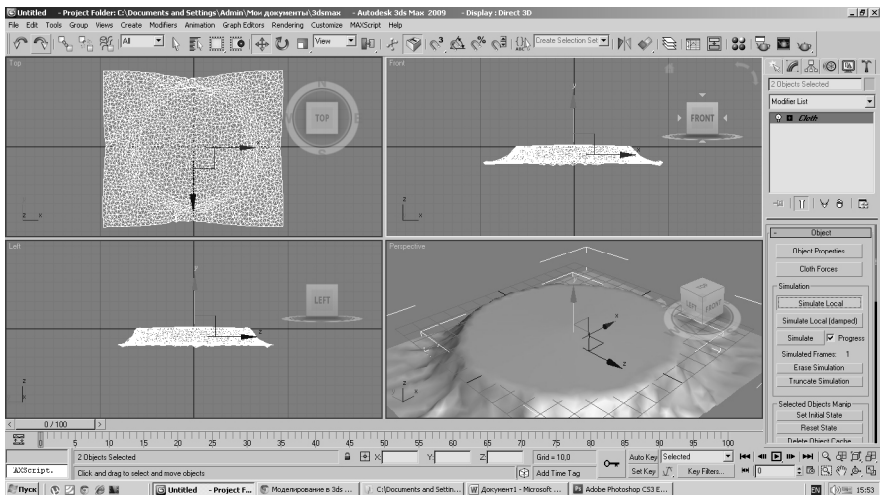 Untitled - Project Folder: C:\Documents and Settings\Admin\Мои документы\3dsmax - Autodesk 3ds Max 2009 - Display : Direct 3D
File Edit Tools Group Views Create Modifiers Animation Graph Editors Rendering Customize MAXScript Help
All View 3 Create Selection Set
Top
TOP
Front
FRONT
2 Objects Selected
Modifier List
Cloth
Left
LEFT
Perspective
TOP
LEFT FRONT
Object
Object Properties
Cloth Forces
Simulation
Simulate Local
Simulate Local (damped)
Simulate Progress
Simulated Frames: 1
Erase Simulation
Truncate Simulation
Selected Objects Manip
Set Initial State
Reset State
Delete Object Cache
0 / 100
0 5 10 15 20 25 30 35 40 45 50 55 60 65 70 75 80 85 90 95 100
2 Objects Selected X: Y: Z: Grid = 10,0 Auto Key Selected
AXScript. Click and drag to select and move objects Add Time Tag Set Key Key Filters... 0
Пуск Untitled - Project F... Моделирование в 3ds ... C:\Documents and Settin... Документ1 - Microsoft ... Adobe Photoshop CS3 E... EN 15:53